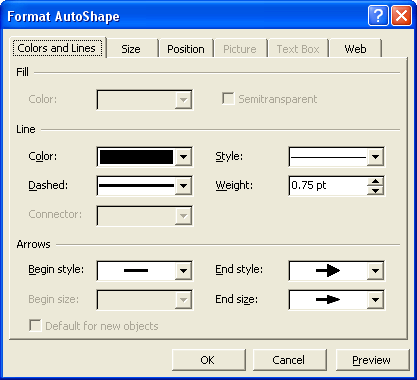 Format AutoShape
Colors and Lines Size Position Picture Text Box Web
Fill
Color: Semitransparent
Line
Color: Style:
Dashed: Weight: 0.75 pt
Connector:
Arrows
Begin style: End style:
Begin size: End size:
Default for new objects
OK Cancel Preview